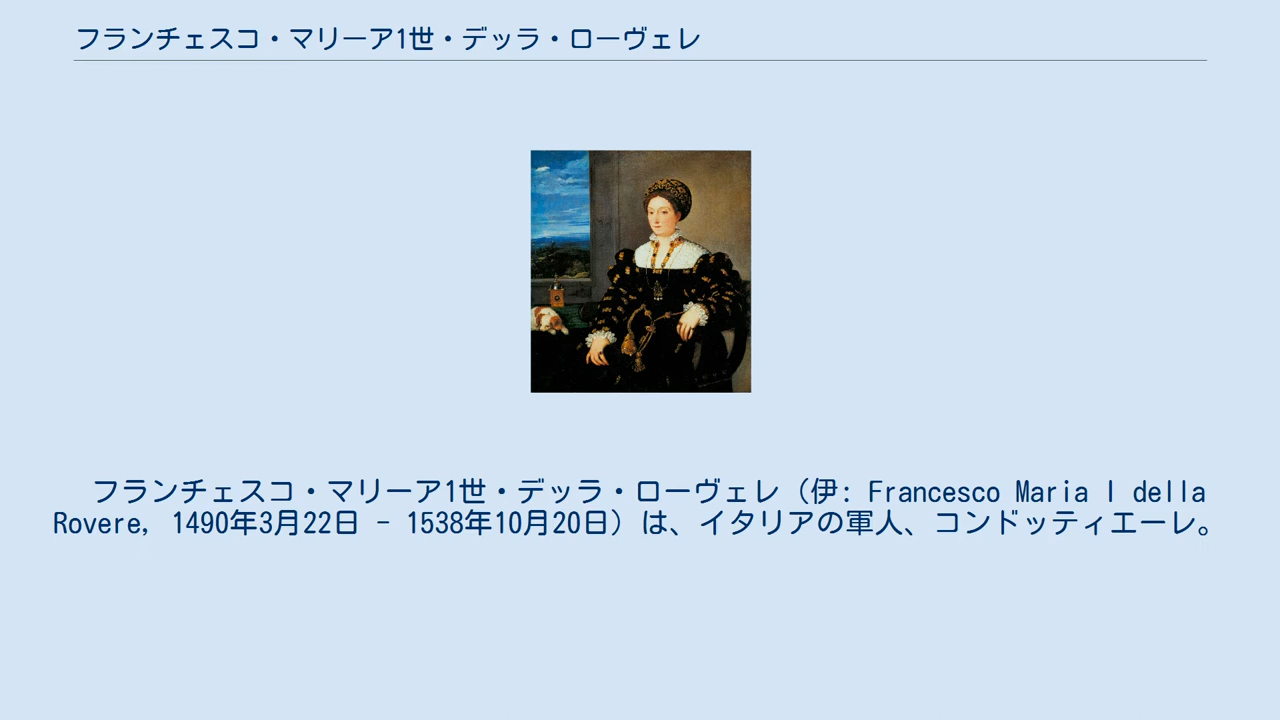 フランチェスコ・マリーア1世・デッラ・ローヴェレ
フランチェスコ・マリーア1世・デッラ・ローヴェレ（伊: Francesco Maria I della
Rovere, 1490年3月22日 - 1538年10月20日）は、イタリアの軍人、コンドッティエーレ。